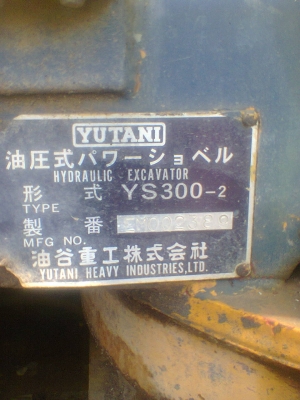 YUTANI
油圧式パワーショベル
HYDRAULIC EXCAVATOR
形式 YS300-2
TYPE
製番
MFG NO.
油谷重工株式会社
YUTANI HEAVY INDUSTRIES,LTD.